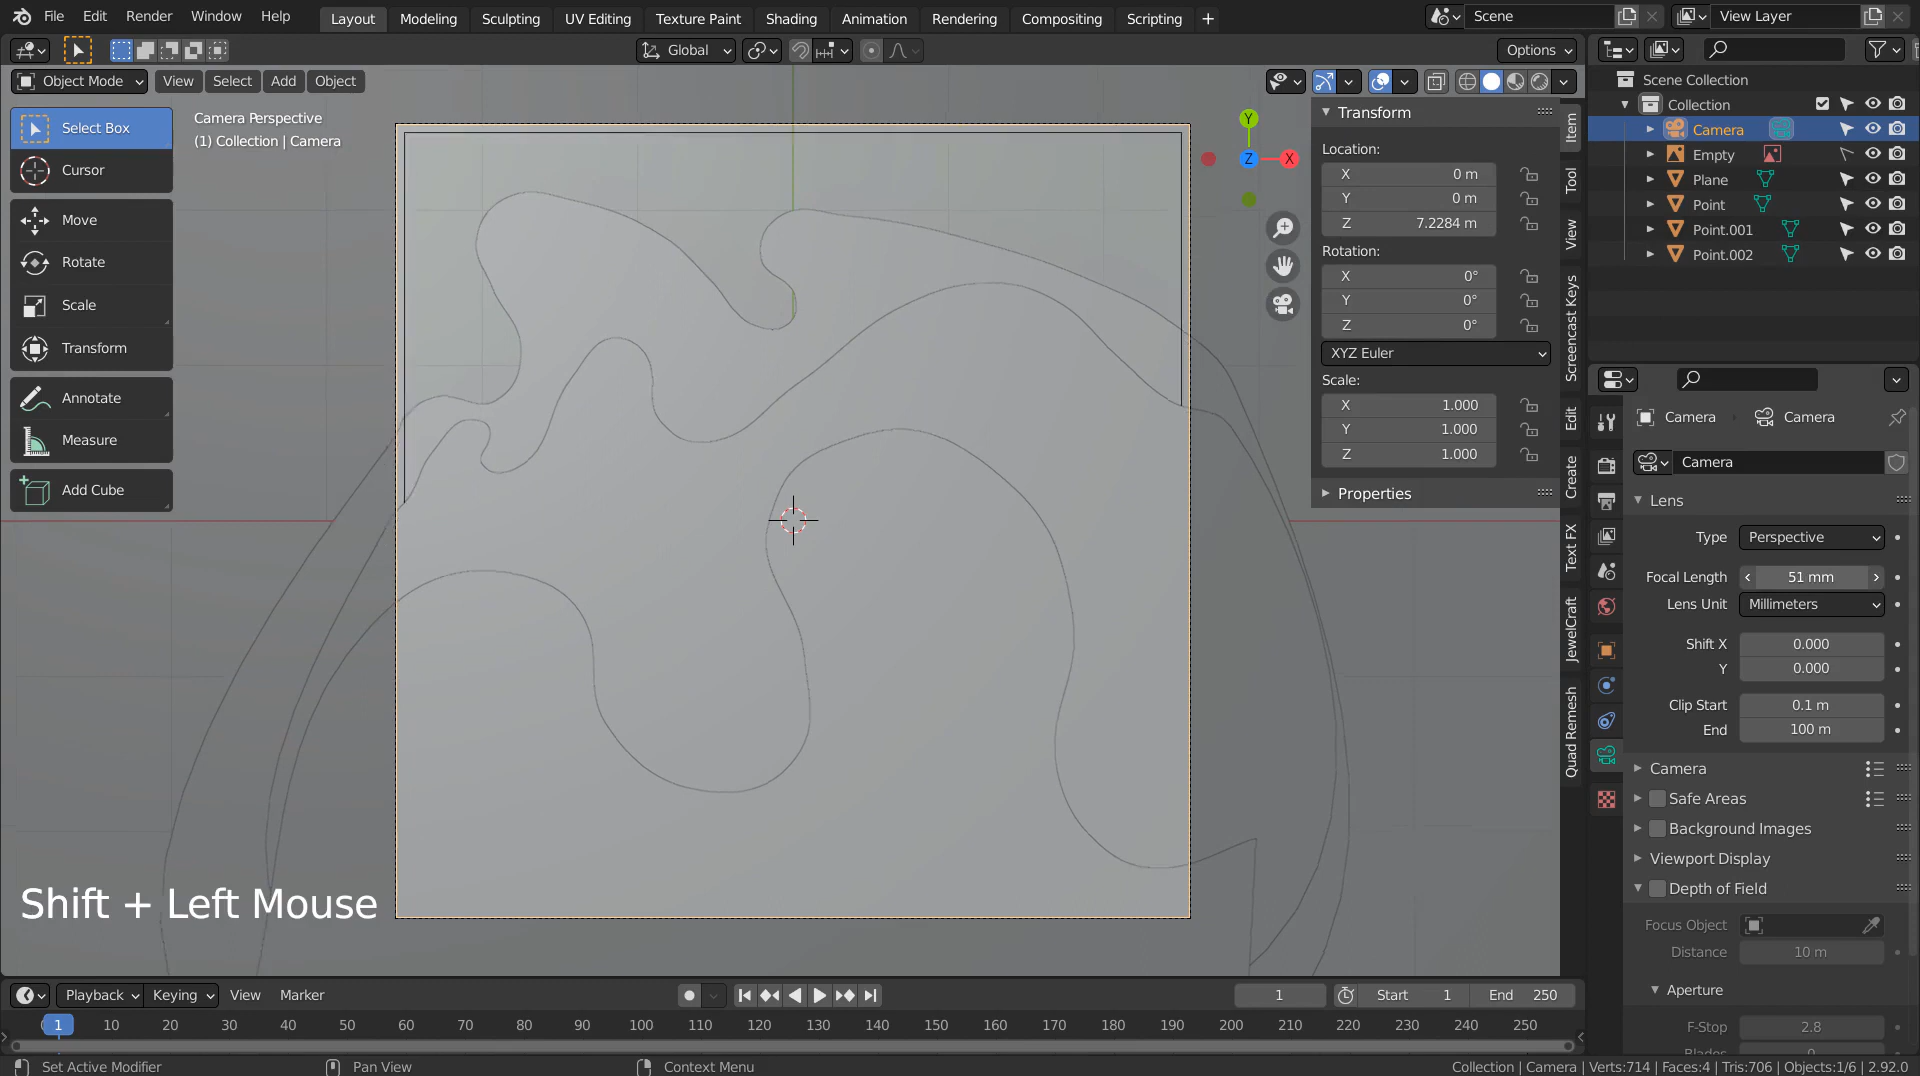 File Edit Render Window Help Layout Modeling Sculpting UV Editing Texture Paint Shading Animation Rendering Compositing Scripting + Scene View Layer
Global Options
Object Mode View Select Add Object
Scene Collection
Collection
Camera
Empty
Plane
Point
Point.001
Point.002
Select Box
Cursor
Move
Rotate
Scale
Transform
Annotate
Measure
Add Cube
Camera Perspective
(1) Collection | Camera
Y
Z X
Transform
Location:
X 0 m
Y 0 m
Z 7.2284 m
Rotation:
X 0°
Y 0°
Z 0°
XYZ Euler
Scale:
X 1.000
Y 1.000
Z 1.000
Properties
Item
Tool
View
Screencast Keys
Edit
Create
Text FX
JewelCraft
Quad Remesh
Camera Camera
Camera
Lens
Type Perspective
Focal Length 51 mm
Lens Unit Millimeters
Shift X 0.000
Y 0.000
Clip Start 0.1 m
End 100 m
Camera
Safe Areas
Background Images
Viewport Display
Depth of Field
Focus Object
Distance 10 m
Aperture
F-Stop 2.8
Blades 0
Shift + Left Mouse
Playback Keying View Marker 1 Start 1 End 250
1 10 20 30 40 50 60 70 80 90 100 110 120 130 140 150 160 170 180 190 200 210 220 230 240 250
Set Active Modifier Pan View Context Menu Collection | Camera | Verts:714 | Faces:4 | Tris:706 | Objects:1/6 | 2.92.0